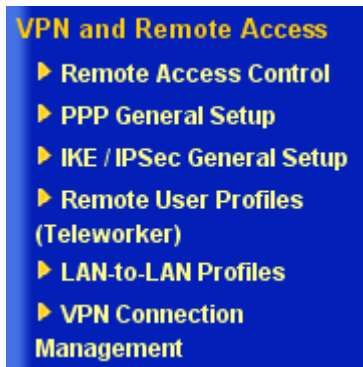 VPN and Remote Access
Remote Access Control
PPP General Setup
IKE / IPSec General Setup
Remote User Profiles
(Teleworker)
LAN-to-LAN Profiles
VPN Connection
Management